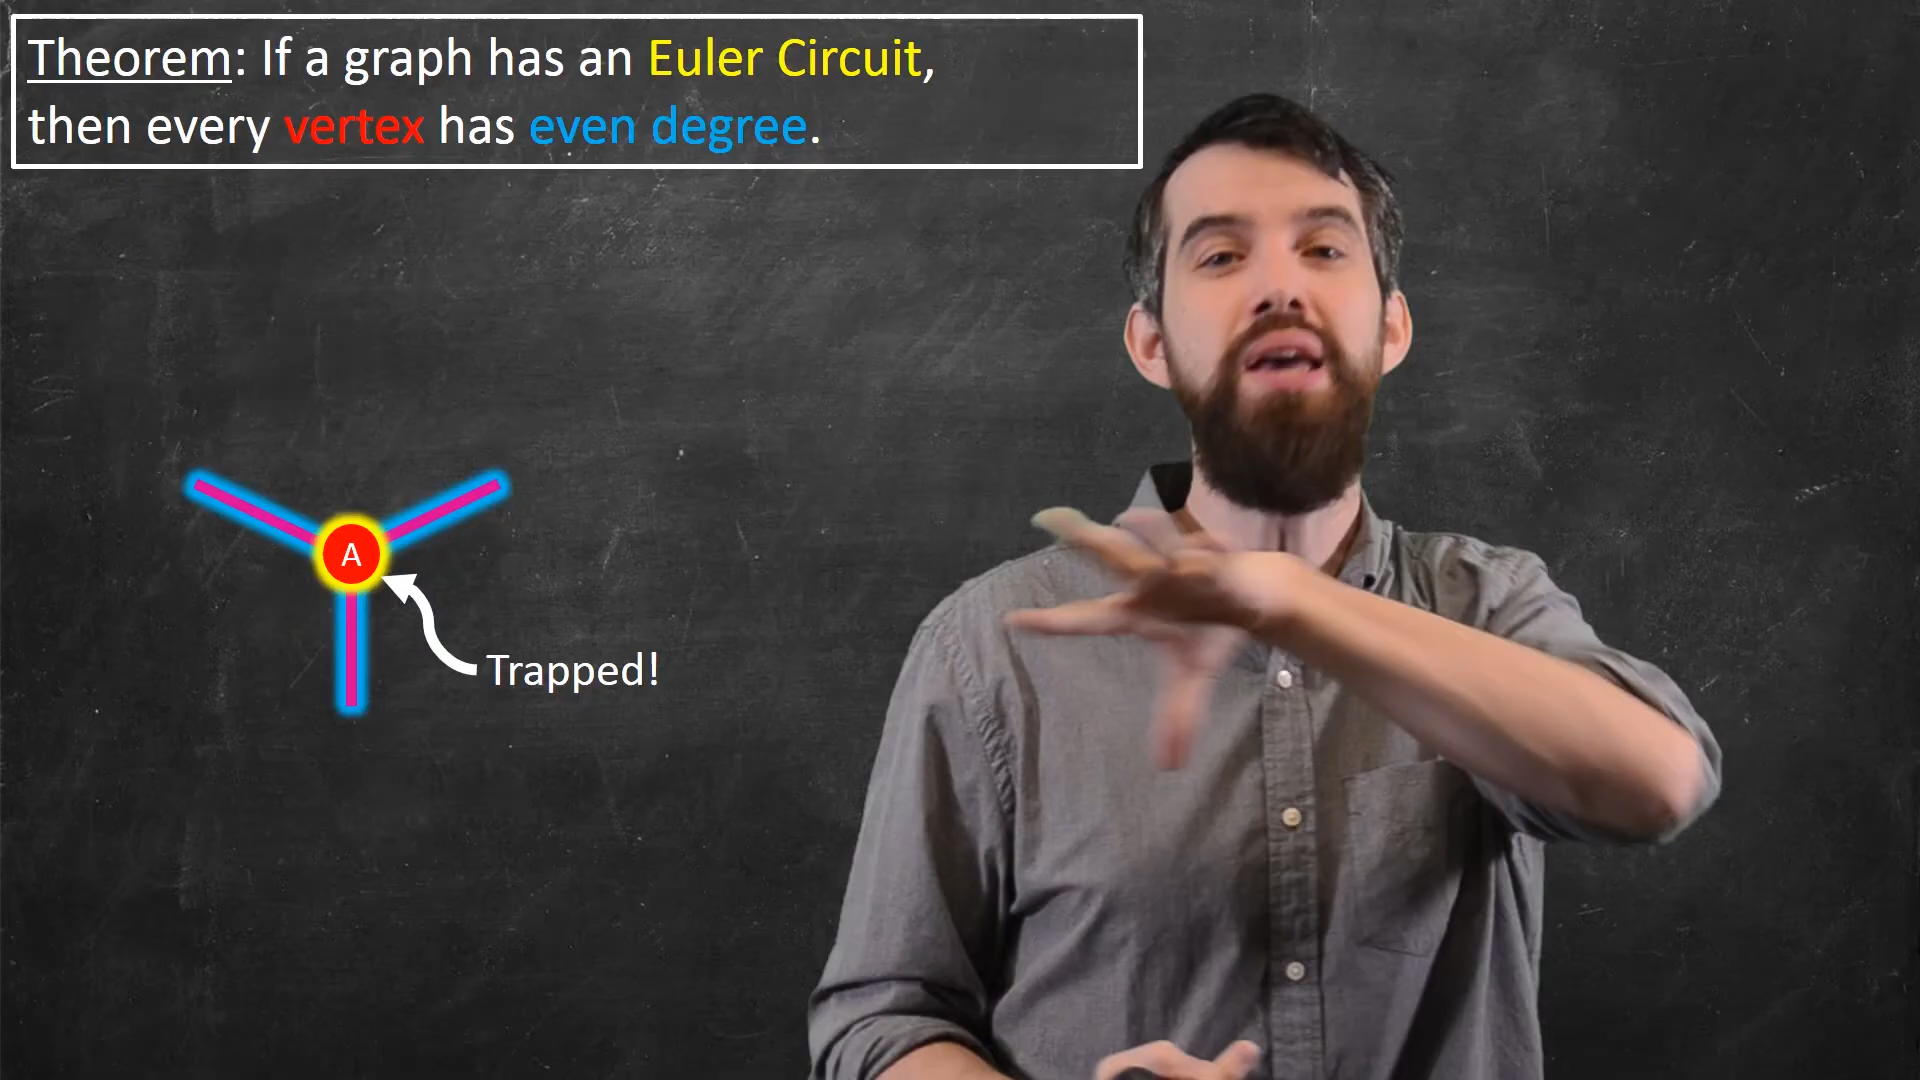 Theorem: If a graph has an Euler Circuit,
then every vertex has even degree.
A
Trapped!